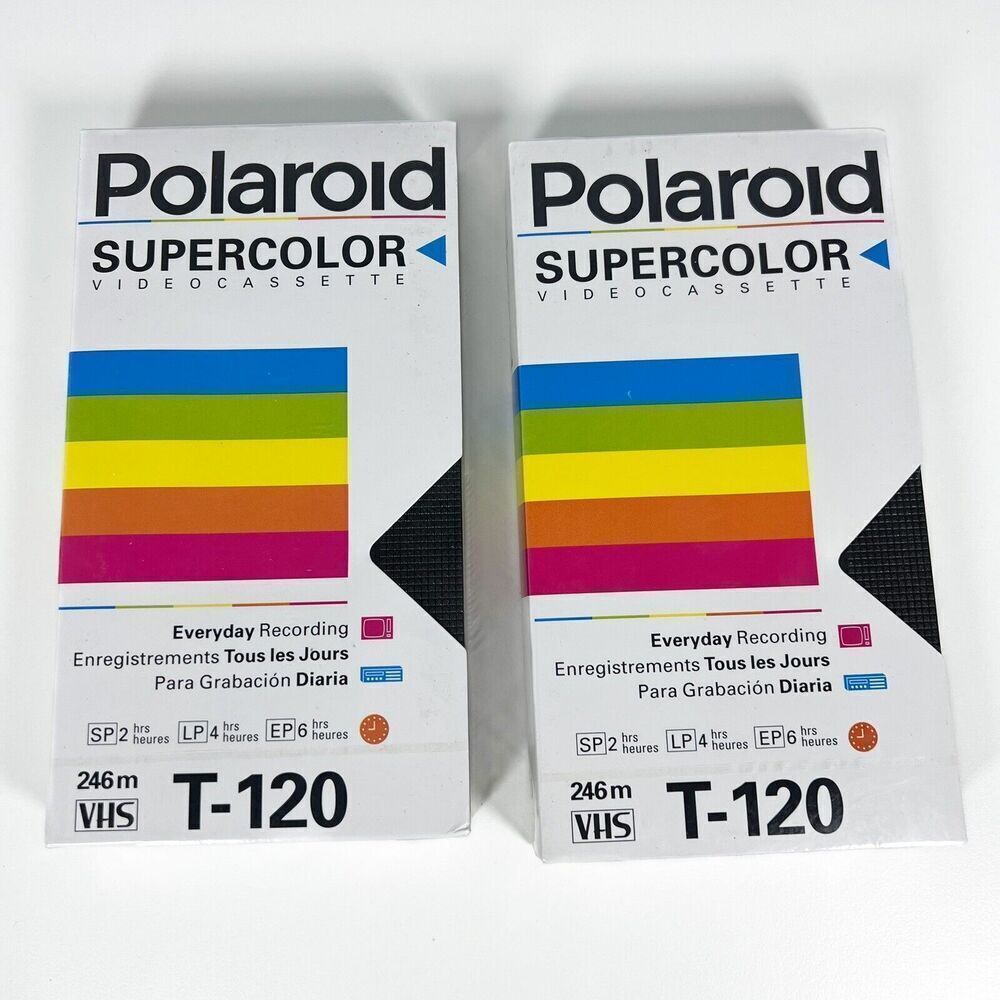 Polaroid
SUPERCOLOR
VIDEOCASSETTE
Everyday Recording
Enregistrements Tous les Jours
Para Grabación Diaria
SP 2 hrs heures LP 4 hrs heures EP 6 hrs heures
246 m
VHS T-120
Polaroid
SUPERCOLOR
VIDEOCASSETTE
Everyday Recording
Enregistrements Tous les Jours
Para Grabación Diaria
SP 2 hrs heures LP 4 hrs heures EP 6 hrs heures
246 m
VHS T-120